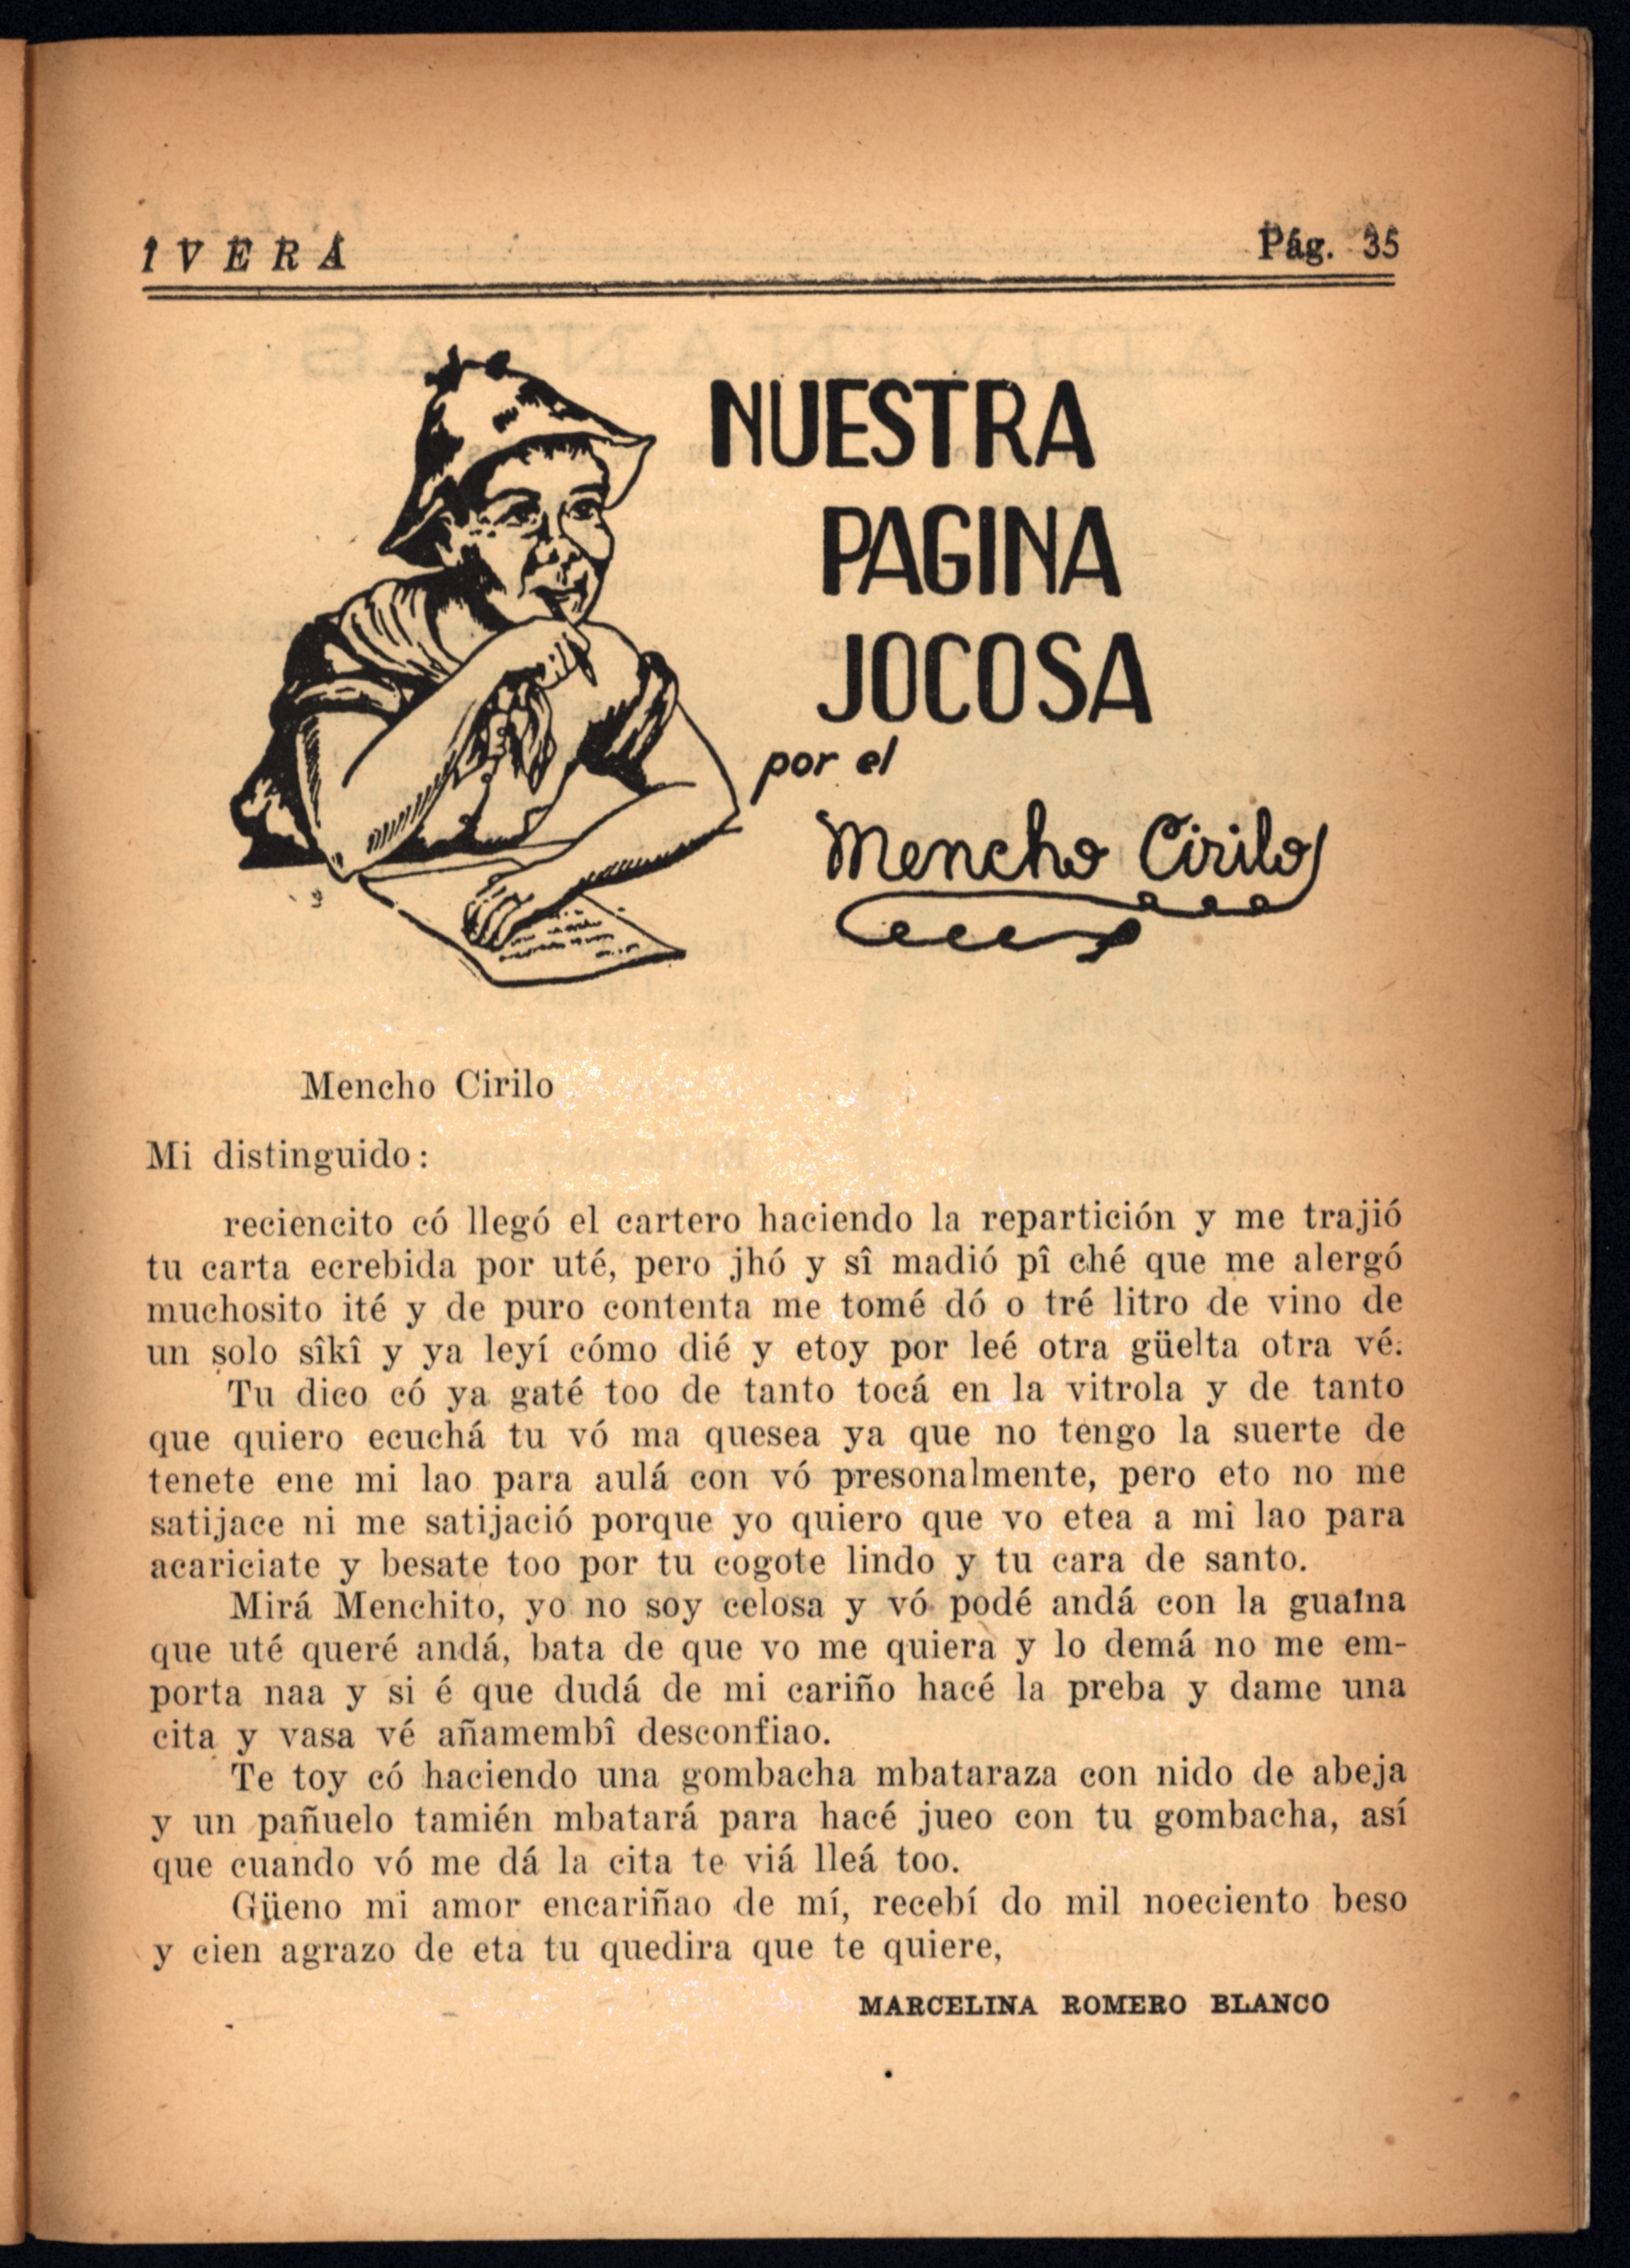 IVERÁ
Pág. 35
NUESTRA
PAGINA
JOCOSA
por el
Mencho Cirilo
Mencho Cirilo
Mi distinguido:
reciencito có llegó el cartero haciendo la repartición y me trajió
tu carta ecrebida por uté, pero jhó y sî madió pî ché que me alergó
muchosito ité y de puro contenta me tomé dó o tré litro de vino de
un solo sîkî y ya leyí cómo dié y etoy por leé otra güelta otra vé.
Tu dico có ya gaté too de tanto tocá en la vitrola y de tanto
que quiero ecuchá tu vó ma quesea ya que no tengo la suerte de
tenete ene mi lao para aulá con vó presonalmente, pero eto no me
satijace ni me satijació porque yo quiero que vo etea a mi lao para
acariciate y besate too por tu cogote lindo y tu cara de santo.
Mirá Menchito, yo no soy celosa y vó podé andá con la guaina
que uté queré andá, bata de que vo me quiera y lo demá no me em-
porta naa y si é que dudá de mi cariño hacé la preba y dame una
cita y vasa vé añamembî desconfiao.
Te toy có haciendo una gombacha mbataraza con nido de abeja
y un pañuelo tamién mbatará para hacé jueo con tu gombacha, así
que cuando vó me dá la cita te viá lleá too.
Güeno mi amor encariñao de mí, recebí do mil noeciento beso
y cien agrazo de eta tu quedira que te quiere,
MARCELINA ROMERO BLANCO